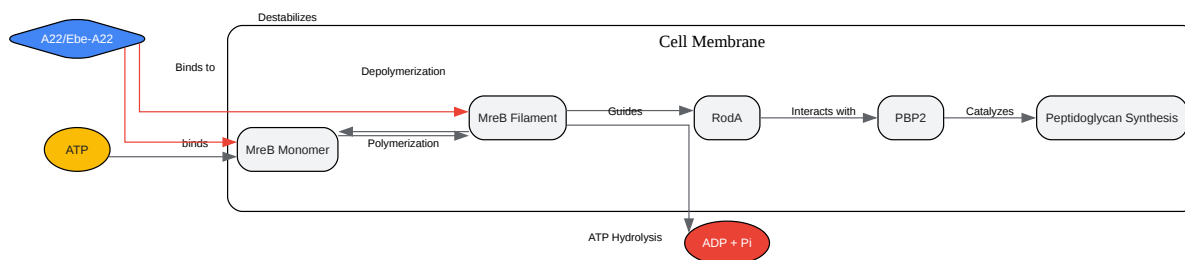 Destabilizes
A22/Ebe-A22
Cell Membrane
Binds to
Depolymerization
MreB Filament
Guides
RodA
Interacts with
PBP2
Catalyzes
Peptidoglycan Synthesis
ATP
binds
MreB Monomer
Polymerization
ATP Hydrolysis
ADP + Pi